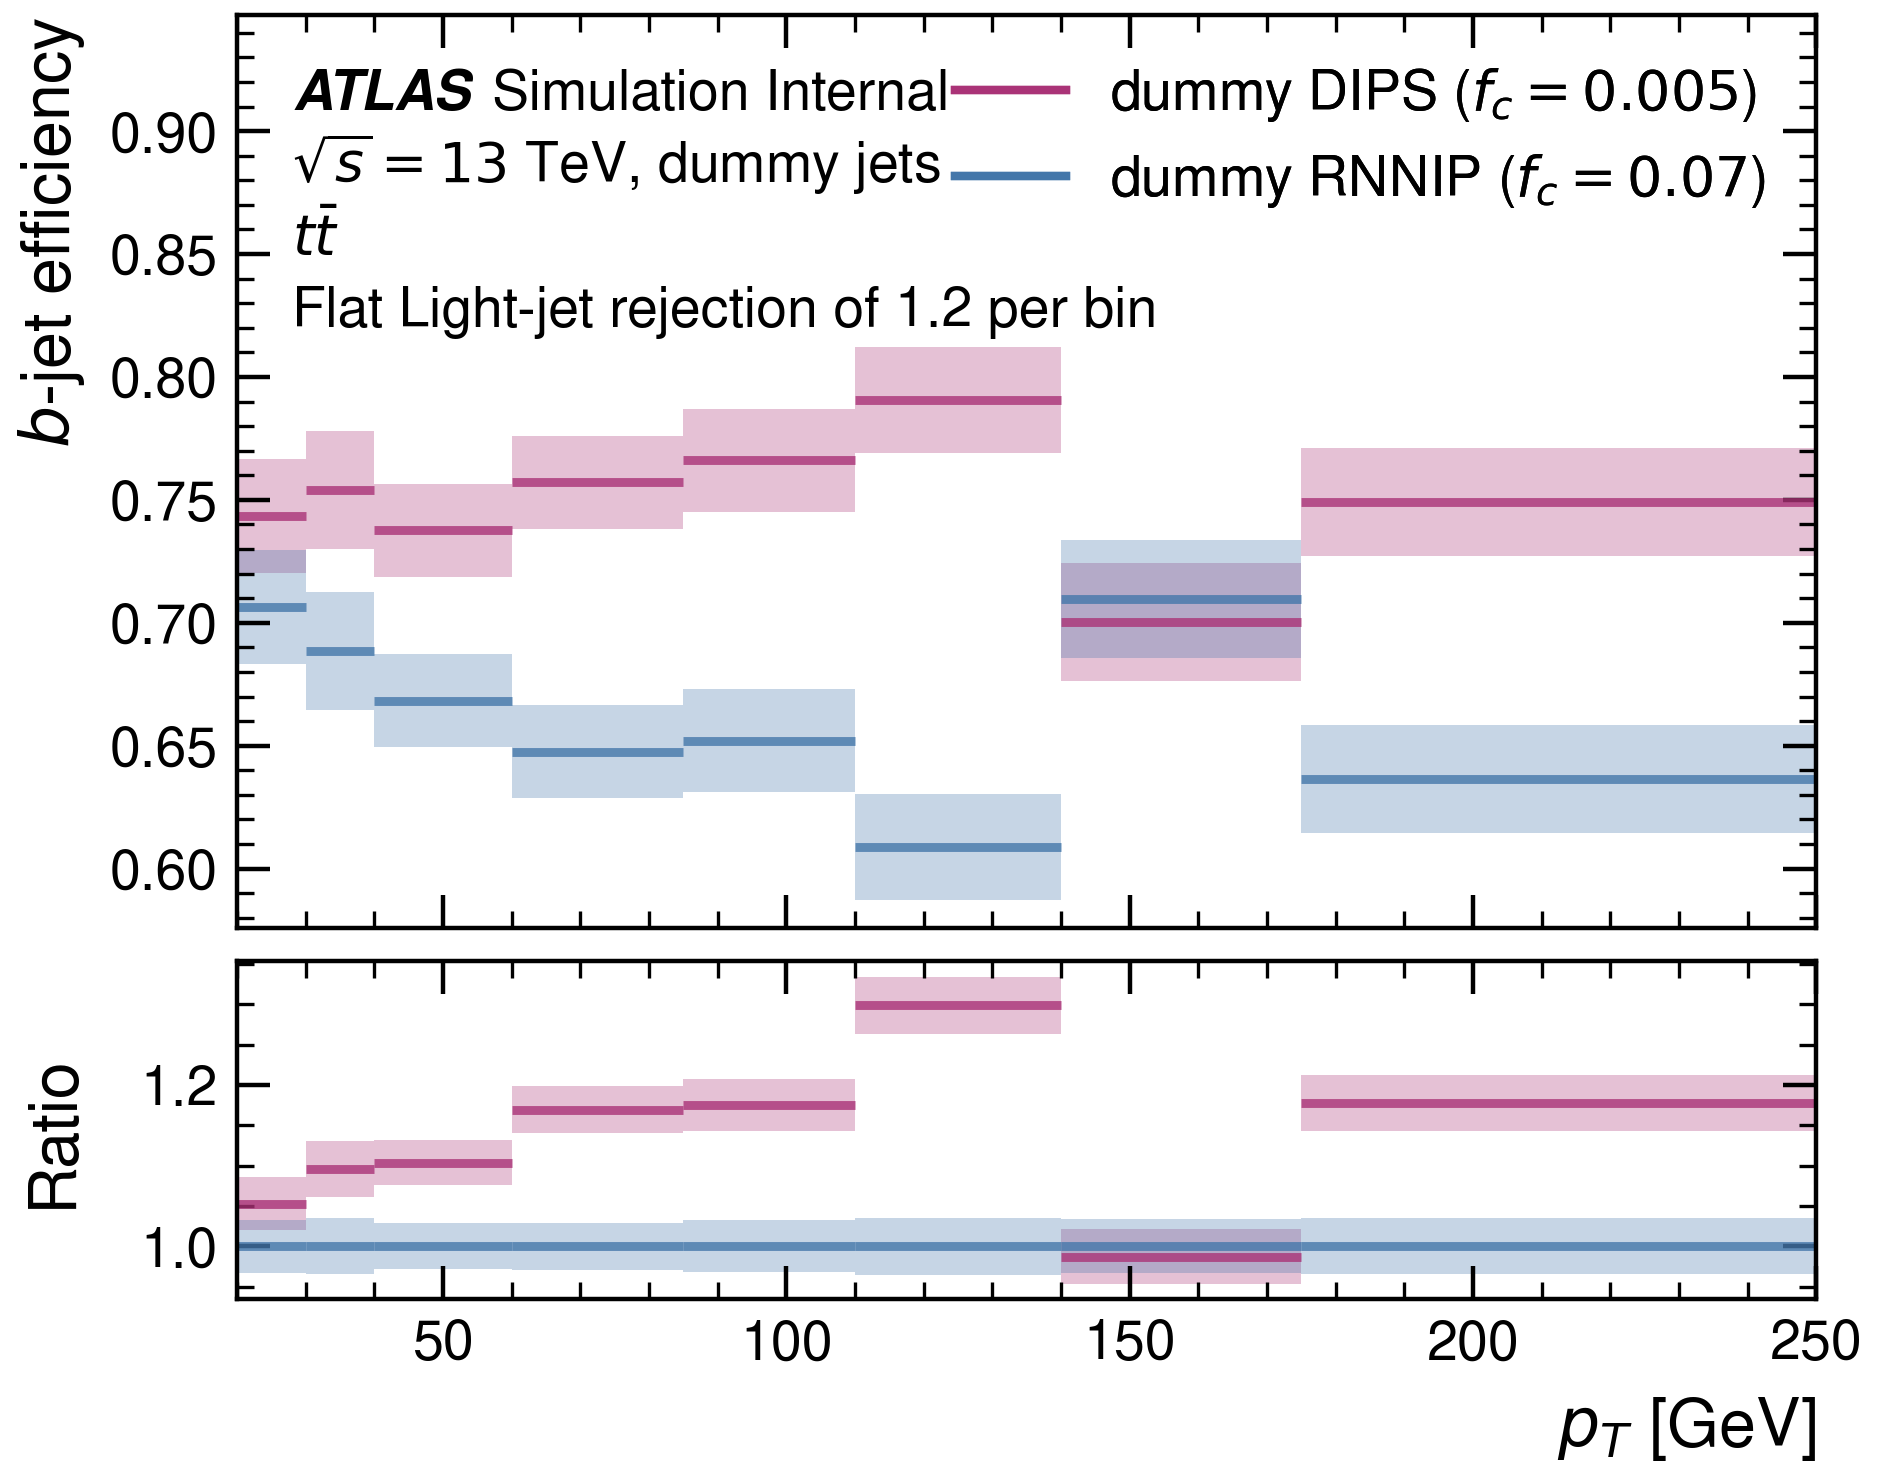 b-jet efficiency
0.90
0.85
0.80
0.75
0.70
0.65
0.60
ATLAS Simulation Internal
√s = 13 TeV, dummy jets
tt̄
Flat Light-jet rejection of 1.2 per bin
dummy DIPS (f_c = 0.005)
dummy RNNIP (f_c = 0.07)
Ratio
1.2
1.0
50 100 150 200 250
p_T [GeV]